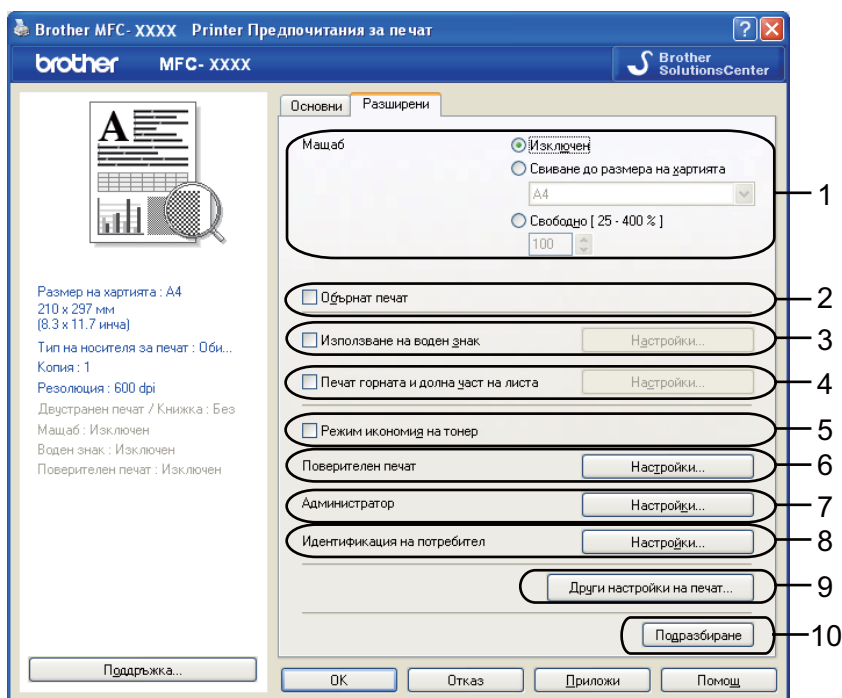 Brother MFC- XXXX Printer Предпочитания за печат
brother MFC- XXXX
Brother
SolutionsCenter
A
Размер на хартията : A4
210 x 297 мм
(8.3 x 11.7 инча)
Тип на носителя за печат : Оби...
Копия : 1
Резолюция : 600 dpi
Двустранен печат / Книжка : Без
Мащаб : Изключен
Воден знак : Изключен
Поверителен печат : Изключен
Поддръжка...
Основни Разширени
Мащаб
Изключен
Свиване до размера на хартията
A4
Свободно [ 25 - 400 % ]
100
1
Обърнат печат
2
Използване на воден знак Настройки...
3
Печат горната и долна част на листа Настройки...
4
Режим икономия на тонер
5
Поверителен печат Настройки...
6
Администратор Настройки...
7
Идентификация на потребител Настройки...
8
Други настройки на печат...
9
Подразбиране
10
OK Отказ Приложи Помощ